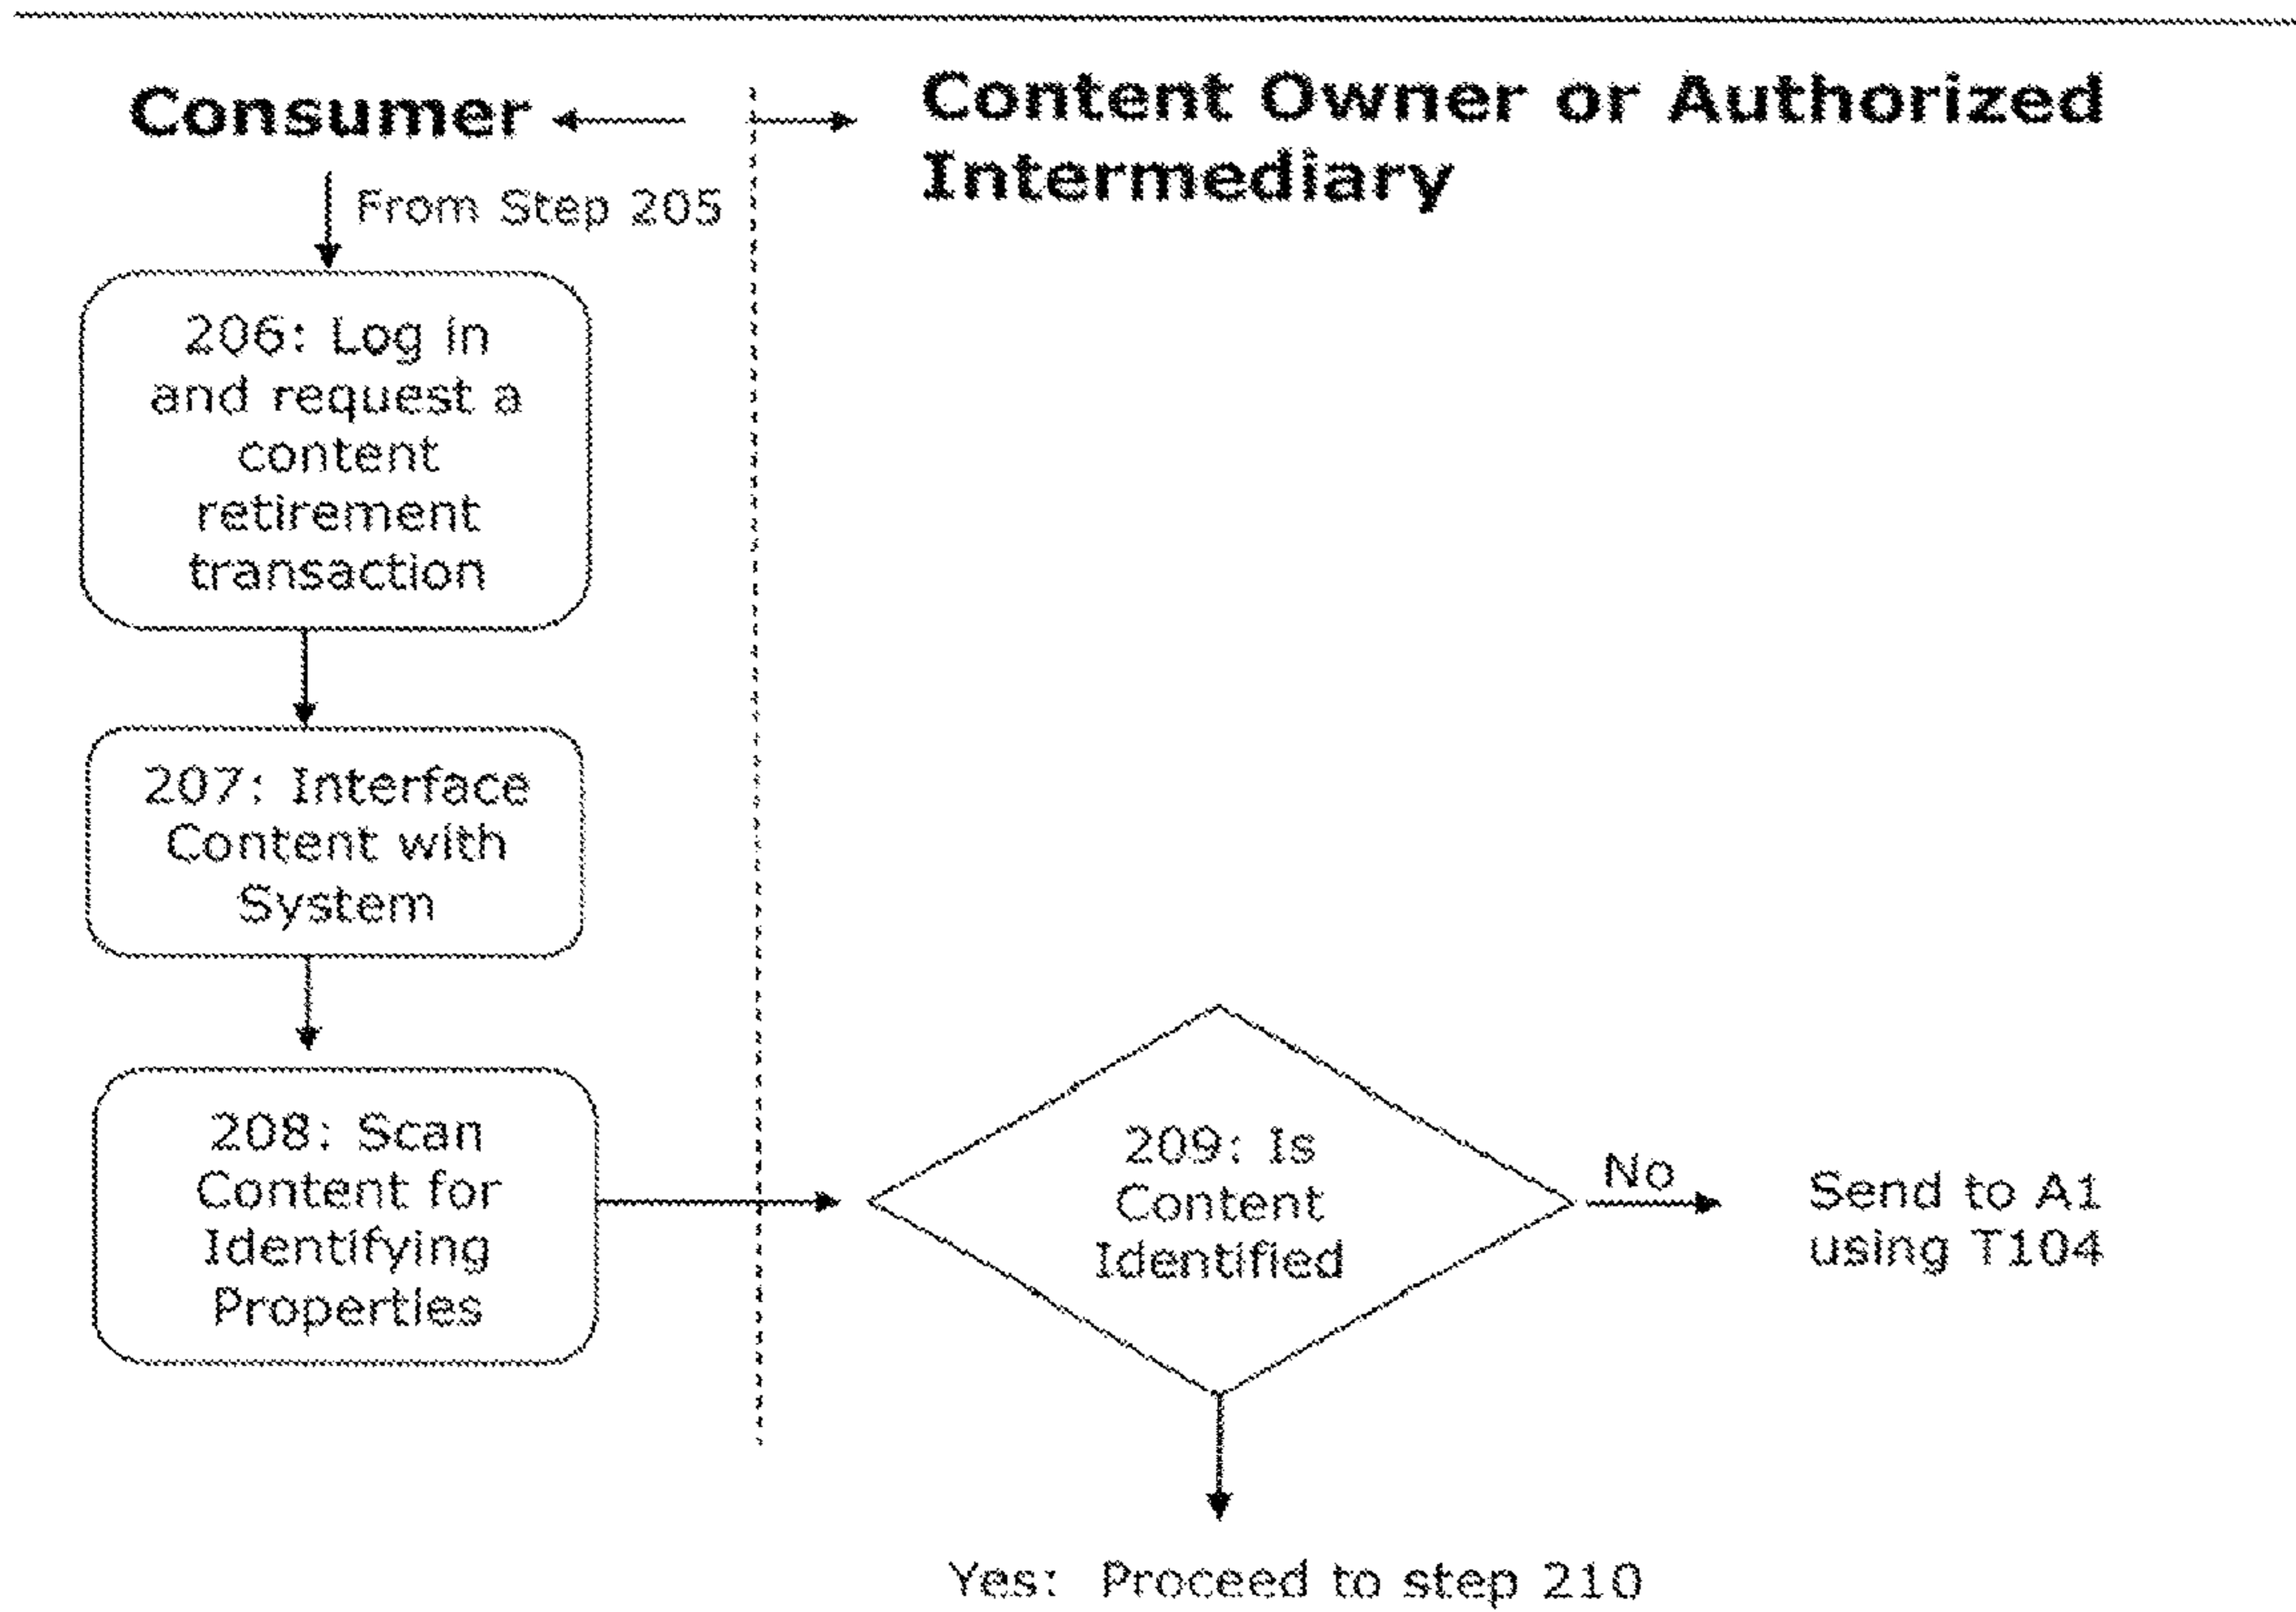 Consumer
Content Owner or Authorized
Intermediary
From Step 205
206: Log in
and request a
content
retirement
transaction
207: Interface
Content with
System
208: Scan
Content for
Identifying
Properties
209: Is
Content
Identified
No
Send to A1
using T104
Yes: Proceed to step 210